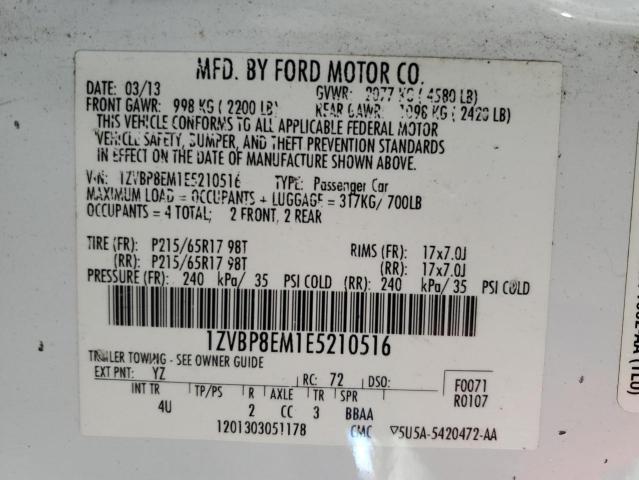 MFD. BY FORD MOTOR CO.
DATE: 03/13 GVWR: 2077 KG ( 4580 LB)
FRONT GAWR: 998 KG ( 2200 LB) REAR GAWR: 1098 KG ( 2420 LB)
THIS VEHICLE CONFORMS TO ALL APPLICABLE FEDERAL MOTOR
VEHICLE SAFETY, BUMPER, AND THEFT PREVENTION STANDARDS
IN EFFECT ON THE DATE OF MANUFACTURE SHOWN ABOVE.
VIN: 1ZVBP8EM1E5210516 TYPE: Passenger Car
MAXIMUM LOAD = OCCUPANTS + LUGGAGE = 317KG/ 700LB
OCCUPANTS = 4 TOTAL; 2 FRONT, 2 REAR
TIRE (FR): P215/65R17 98T RIMS (FR): 17x7.0J
(RR): P215/65R17 98T (RR): 17x7.0J
PRESSURE (FR): 240 kPa/ 35 PSI COLD (RR): 240 kPa/ 35 PSI COLD
1ZVBP8EM1E5210516
TRAILER TOWING - SEE OWNER GUIDE
EXT PNT: YZ RC: 72 DSO: F0071
INT TR TP/PS R AXLE TR SPR R0107
4U 2 CC 3 BBAA
1201303051178 CMC ▽5U5A-5420472-AA